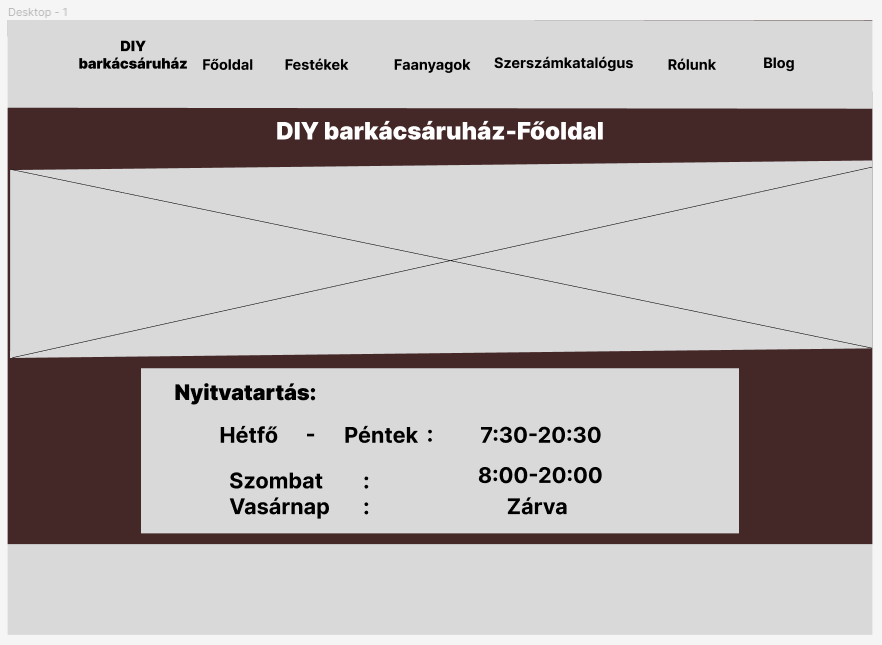 Desktop - 1
DIY
barkácsáruház
Főoldal
Festékek
Faanyagok
Szerszámkatalógus
Rólunk
Blog
DIY barkácsáruház-Főoldal
Nyitvatartás:
Hétfő - Péntek : 7:30-20:30
Szombat : 8:00-20:00
Vasárnap : Zárva